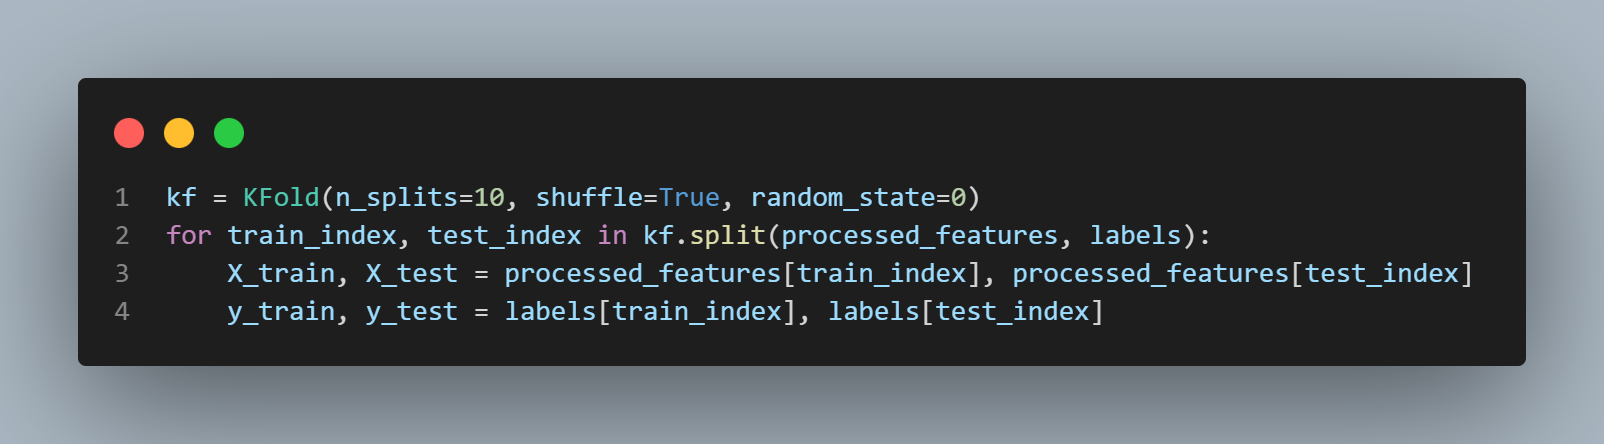 1 kf = KFold(n_splits=10, shuffle=True, random_state=0)
2 for train_index, test_index in kf.split(processed_features, labels):
3     X_train, X_test = processed_features[train_index], processed_features[test_index]
4     y_train, y_test = labels[train_index], labels[test_index]